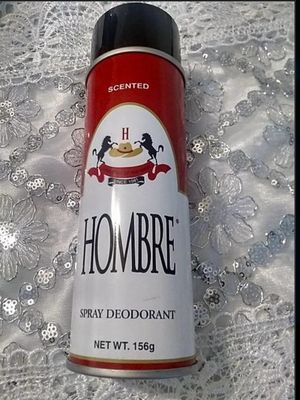 SCENTED
H
HOMBRE
SPRAY DEODORANT
NET WT. 156g